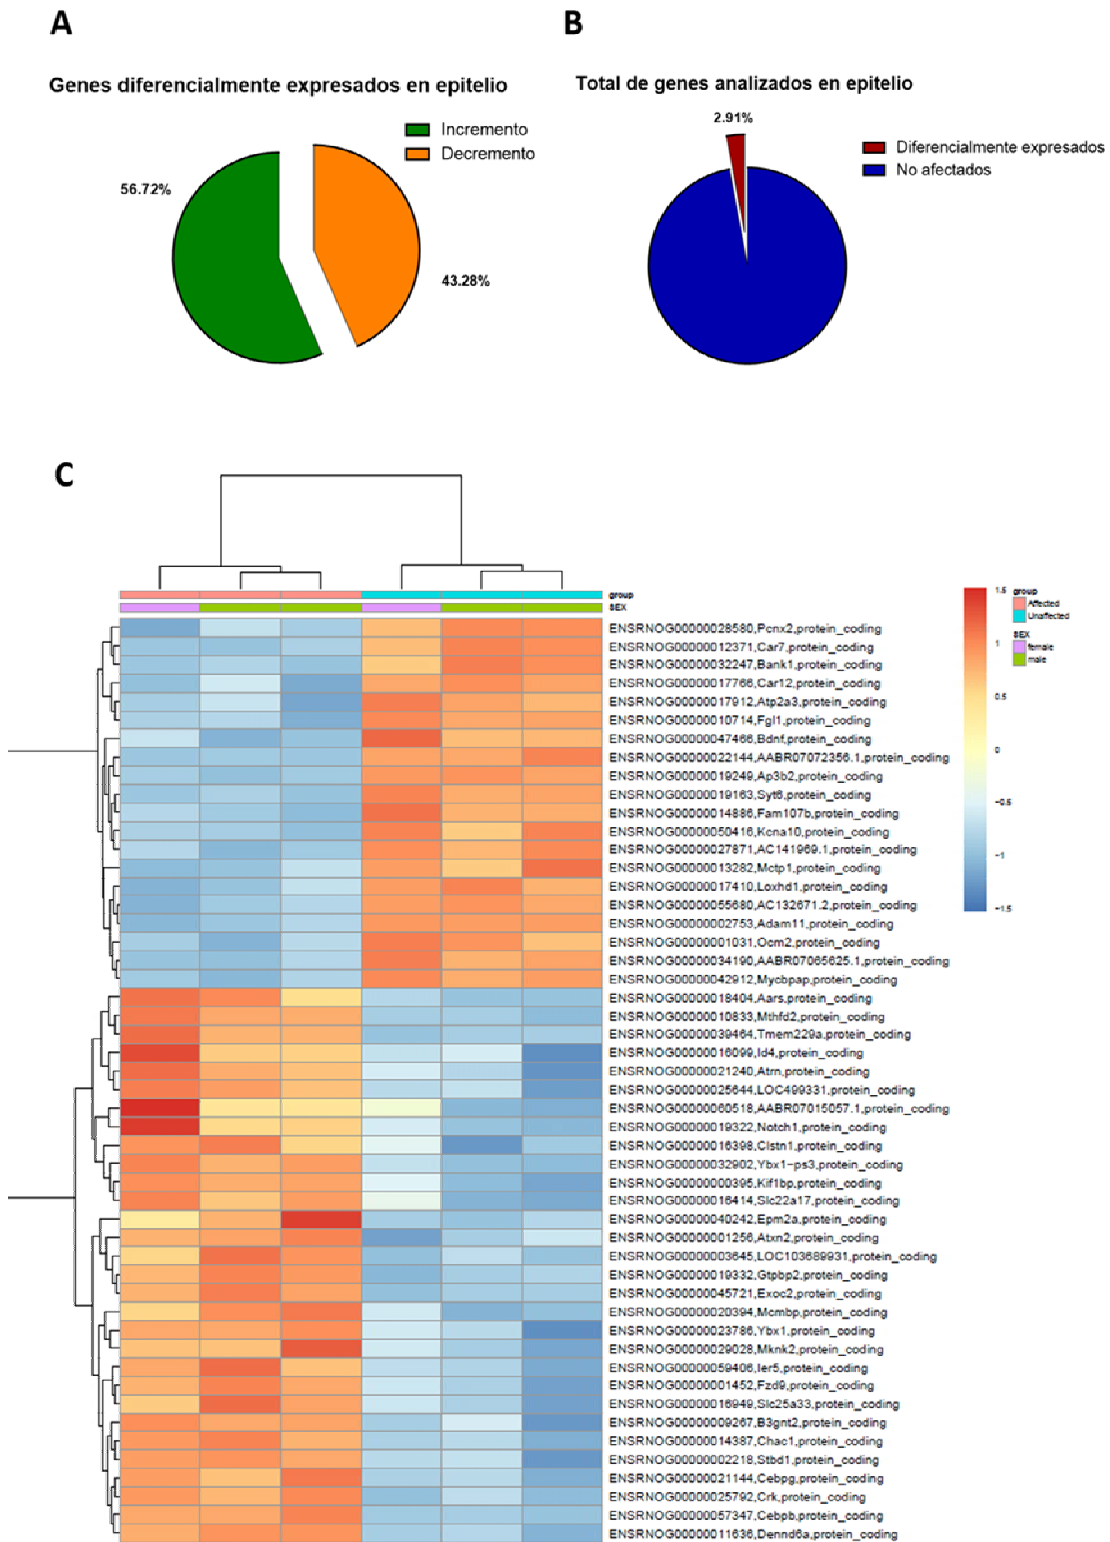 A
B
Genes diferencialmente expresados en epitelio
Incremento
Decremento
56.72%
43.28%
Total de genes analizados en epitelio
2.91%
Diferencialmente expresados
No afectados
C
group
SEX
ENSRNOG00000028580,Pcnx2,protein_coding
ENSRNOG00000012371,Car7,protein_coding
ENSRNOG00000032247,Bank1,protein_coding
ENSRNOG00000017766,Car12,protein_coding
ENSRNOG00000017912,Atp2a3,protein_coding
ENSRNOG00000010714,Fgl1,protein_coding
ENSRNOG00000047466,Bdnf,protein_coding
ENSRNOG00000022144,AABR07072356.1,protein_coding
ENSRNOG00000019249,Ap3b2,protein_coding
ENSRNOG00000019163,Syt6,protein_coding
ENSRNOG00000014886,Fam107b,protein_coding
ENSRNOG00000050416,Kcna10,protein_coding
ENSRNOG00000027871,AC141969.1,protein_coding
ENSRNOG00000013282,Mctp1,protein_coding
ENSRNOG00000017410,Loxhd1,protein_coding
ENSRNOG00000055680,AC132671.2,protein_coding
ENSRNOG00000002753,Adam11,protein_coding
ENSRNOG00000001031,Ocm2,protein_coding
ENSRNOG00000034190,AABR07065625.1,protein_coding
ENSRNOG00000042912,Mycbpap,protein_coding
ENSRNOG00000018404,Aars,protein_coding
ENSRNOG00000010833,Mthfd2,protein_coding
ENSRNOG00000039464,Tmem229a,protein_coding
ENSRNOG00000016099,Id4,protein_coding
ENSRNOG00000021240,Atrn,protein_coding
ENSRNOG00000025644,LOC499331,protein_coding
ENSRNOG00000060518,AABR07015057.1,protein_coding
ENSRNOG00000019322,Notch1,protein_coding
ENSRNOG00000016398,Clstn1,protein_coding
ENSRNOG00000032902,Ybx1-ps3,protein_coding
ENSRNOG00000000395,Kif1bp,protein_coding
ENSRNOG00000016414,Slc22a17,protein_coding
ENSRNOG00000040242,Epm2a,protein_coding
ENSRNOG00000001256,Atxn2,protein_coding
ENSRNOG00000003645,LOC103689931,protein_coding
ENSRNOG00000019332,Gtpbp2,protein_coding
ENSRNOG00000045721,Exoc2,protein_coding
ENSRNOG00000020394,Mcmbp,protein_coding
ENSRNOG00000023786,Ybx1,protein_coding
ENSRNOG00000029028,Mknk2,protein_coding
ENSRNOG00000059406,Ier5,protein_coding
ENSRNOG00000001452,Fzd9,protein_coding
ENSRNOG00000016949,Slc25a33,protein_coding
ENSRNOG00000009267,B3gnt2,protein_coding
ENSRNOG00000014387,Chac1,protein_coding
ENSRNOG00000002218,Stbd1,protein_coding
ENSRNOG00000021144,Cebpg,protein_coding
ENSRNOG00000025792,Crk,protein_coding
ENSRNOG00000057347,Cebpb,protein_coding
ENSRNOG00000011636,Dennd6a,protein_coding
1.5
1
0.5
0
-0.5
-1
-1.5
group
Affected
Unaffected
SEX
female
male